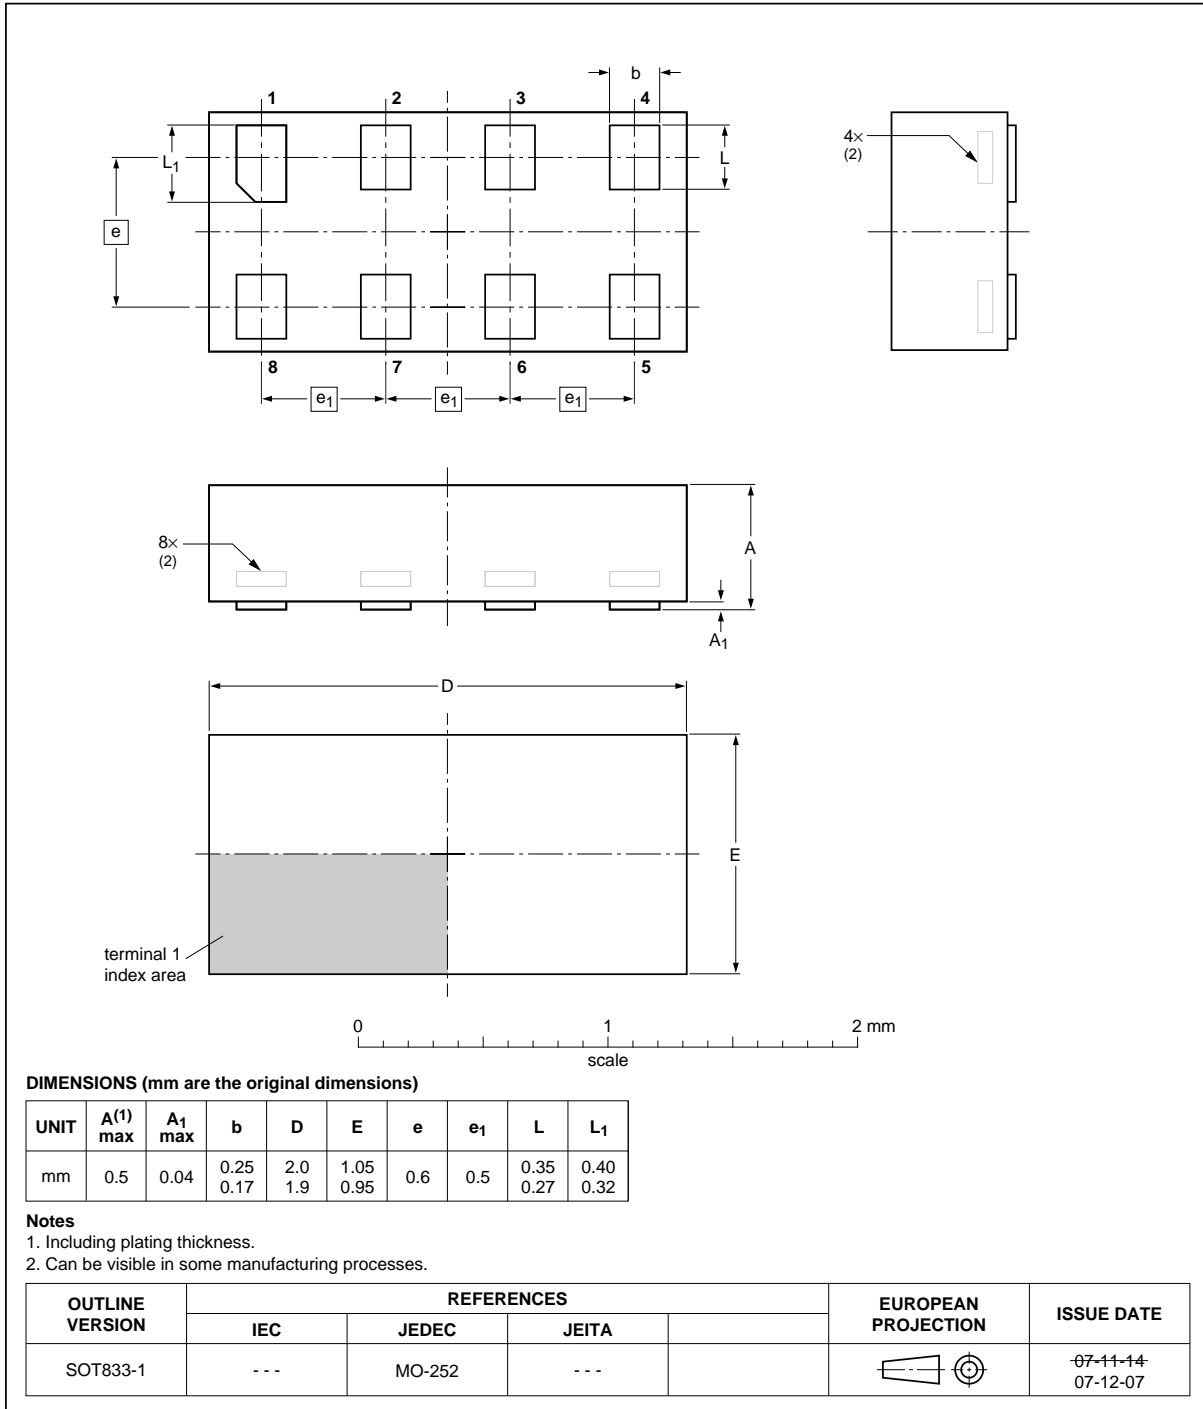 b
1 2 3 4
4×
(2)
L1
L
e
8 7 6 5
e1 e1 e1
8×
(2)
A
A1
D
E
terminal 1
index area
0 1 2 mm
scale
DIMENSIONS (mm are the original dimensions)
UNIT A(1) max A1 max b D E e e1 L L1
mm 0.5 0.04 0.25 0.17 2.0 1.9 1.05 0.95 0.6 0.5 0.35 0.27 0.40 0.32
Notes
1. Including plating thickness.
2. Can be visible in some manufacturing processes.
OUTLINE VERSION REFERENCES EUROPEAN PROJECTION ISSUE DATE
IEC JEDEC JEITA
SOT833-1 - - - MO-252 - - - 07-11-14
07-12-07